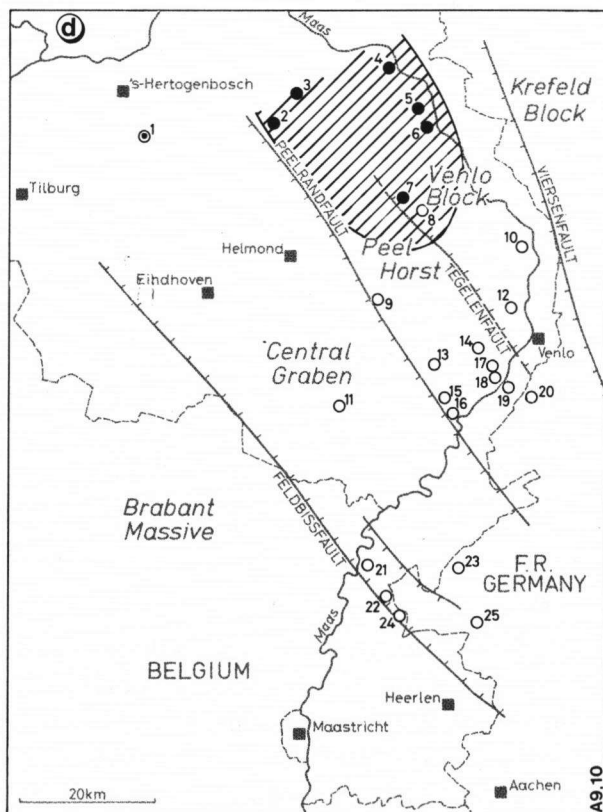 d
Maas
's-Hertogenbosch
4
Krefeld
Block
3
5
1
2
6
PEELRANDFAULT
VIERSENFAULT
Venlo
Block
7
Tilburg
8
Peel
Horst
10
Helmond
TEGELENFAULT
Eindhoven
9
12
Central
Graben
14
Venlo
13
17
18
11
15
16
19
20
FELDBISSFAULT
Brabant
Massive
21
23
F.R.
GERMANY
22
24
25
Maas
BELGIUM
Heerlen
Maastricht
20km
Aachen
A9.10